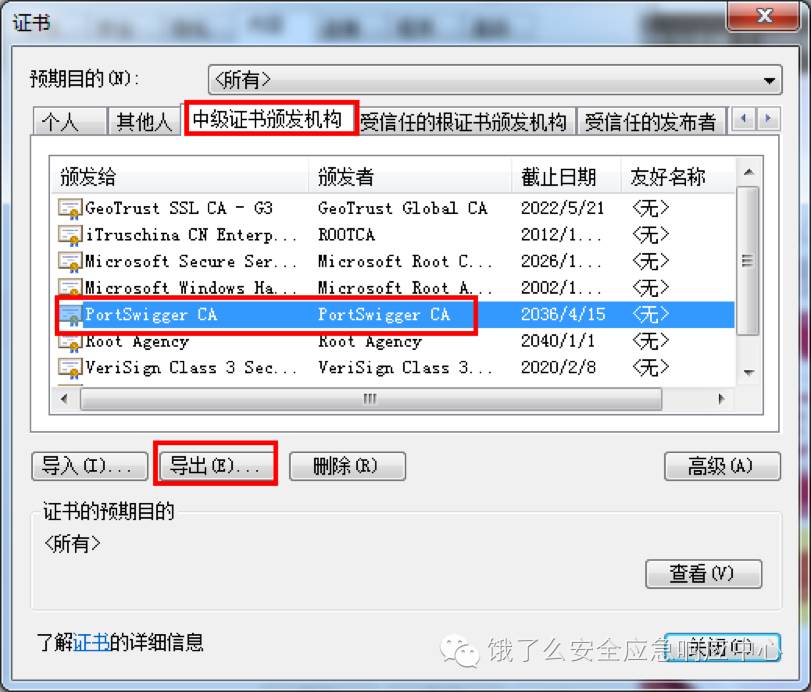 证书
预期目的(N):
<所有>
个人 其他人 中级证书颁发机构 受信任的根证书颁发机构 受信任的发布者
颁发给 颁发者 截止日期 友好名称
GeoTrust SSL CA - G3 GeoTrust Global CA 2022/5/21 <无>
iTruschina CN Enterp... ROOTCA 2012/1... <无>
Microsoft Secure Ser... Microsoft Root C... 2026/1... <无>
Microsoft Windows Ha... Microsoft Root A... 2002/1... <无>
PortSwigger CA PortSwigger CA 2036/4/15 <无>
Root Agency Root Agency 2040/1/1 <无>
VeriSign Class 3 Sec... VeriSign Class 3... 2020/2/8 <无>
导入(I)... 导出(E)... 删除(R) 高级(A)
证书的预期目的
<所有>
查看(V)
了解证书的详细信息
关闭(C)
饿了么安全应急响应中心